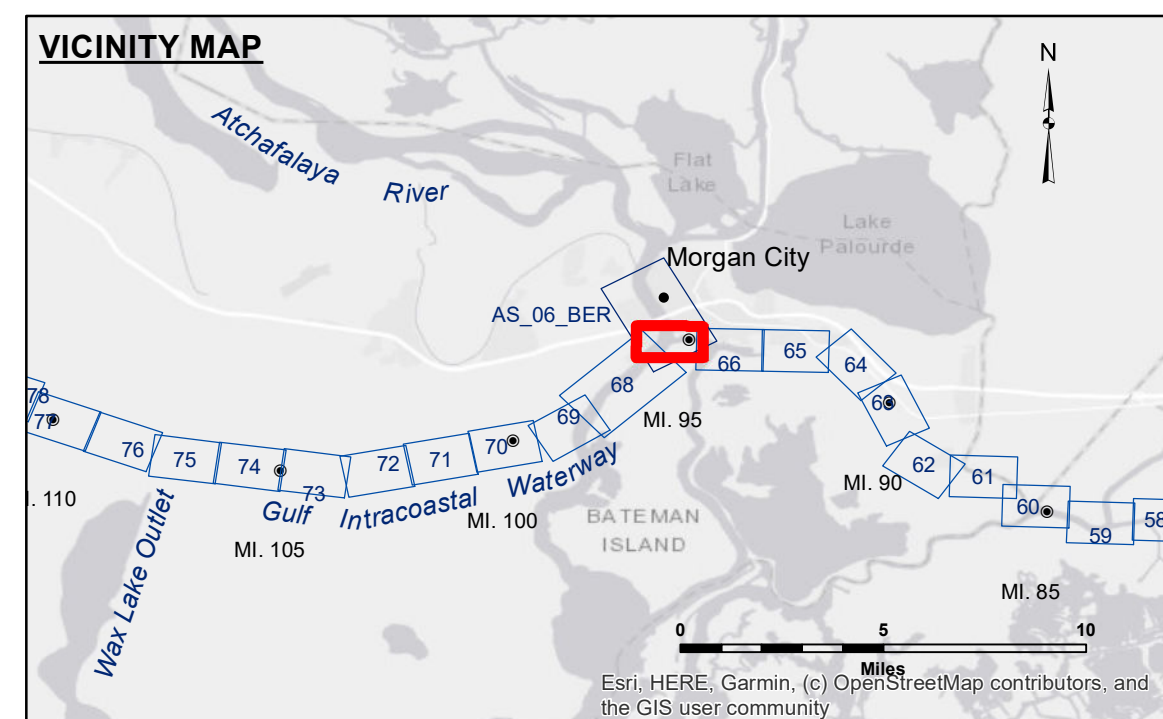 VICINITY MAP
N
Atchafalaya
River
Flat
Lake
Lake
Palourde
Morgan City
AS_06_BER
66
65
64
68
63
MI. 95
69
78
77
76
75
74
73
72
71
70
62
61
60
59
58
MI. 90
I. 110
Gulf Intracoastal Waterway
MI. 100
MI. 105
BATEMAN
ISLAND
Wax Lake Outlet
MI. 85
0 5 10
Miles
Esri, HERE, Garmin, (c) OpenStreetMap contributors, and
the GIS user community